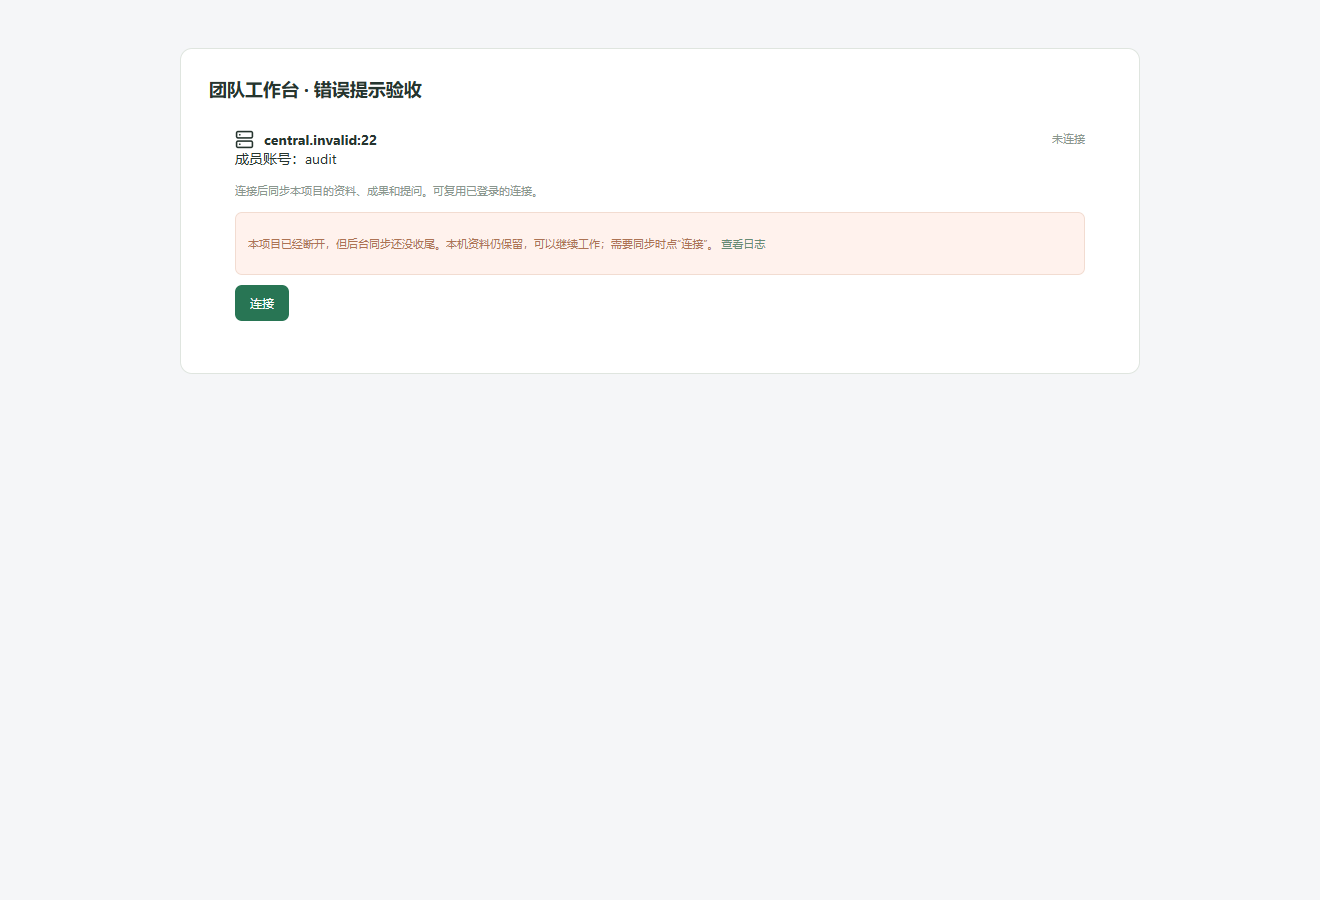 团队工作台 · 错误提示验收
central.invalid:22
未连接
成员账号：audit
连接后同步本项目的资料、成果和提问。可复用已登录的连接。
本项目已经断开，但后台同步还没收尾。本机资料仍保留，可以继续工作；需要同步时点“连接”。 查看日志
连接